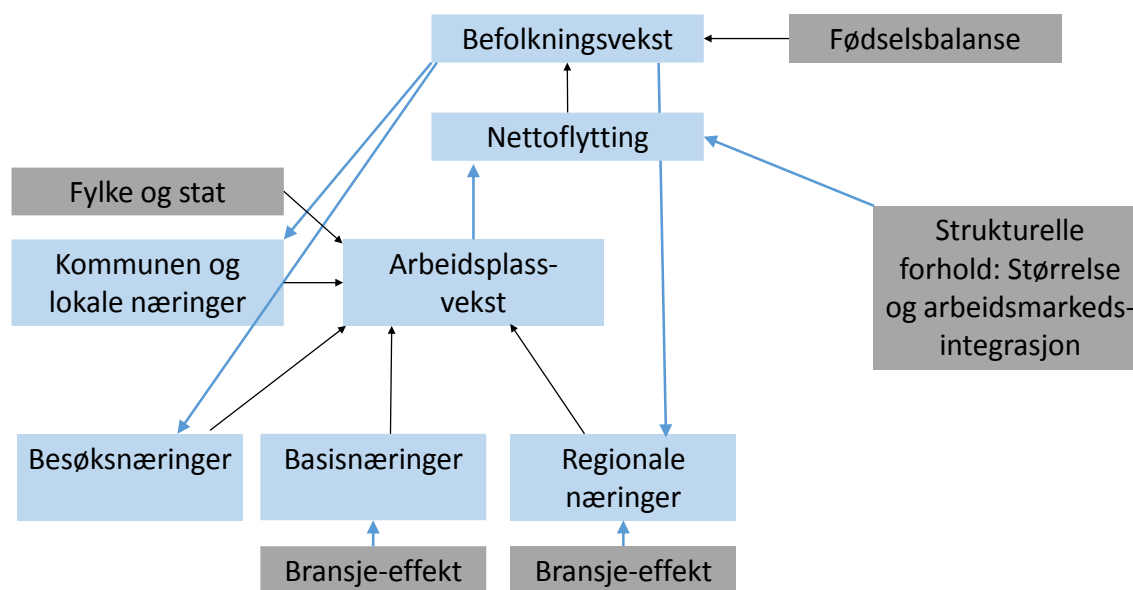 Befolkningsvekst
Fødselsbalanse
Nettoflytting
Fylke og stat
Strukturelle
forhold: Størrelse
og arbeidsmarkeds-
integrasjon
Kommunen og
lokale næringer
Arbeidsplass-
vekst
Besøksnæringer
Basisnæringer
Regionale
næringer
Bransje-effekt
Bransje-effekt